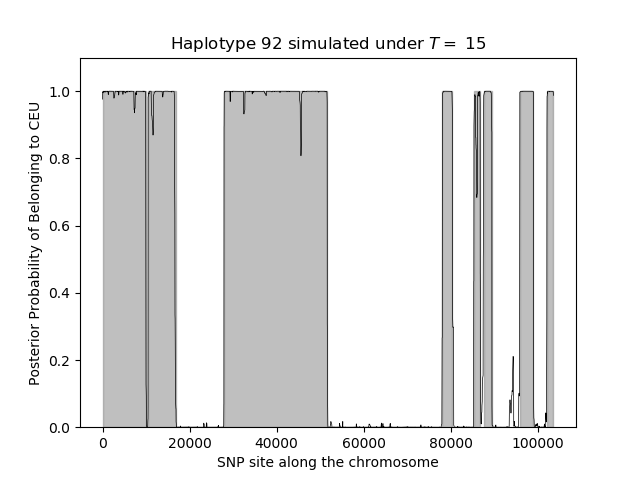 Haplotype 92 simulated under T = 15
Posterior Probability of Belonging to CEU
1.0
0.8
0.6
0.4
0.2
0.0
0 20000 40000 60000 80000 100000
SNP site along the chromosome